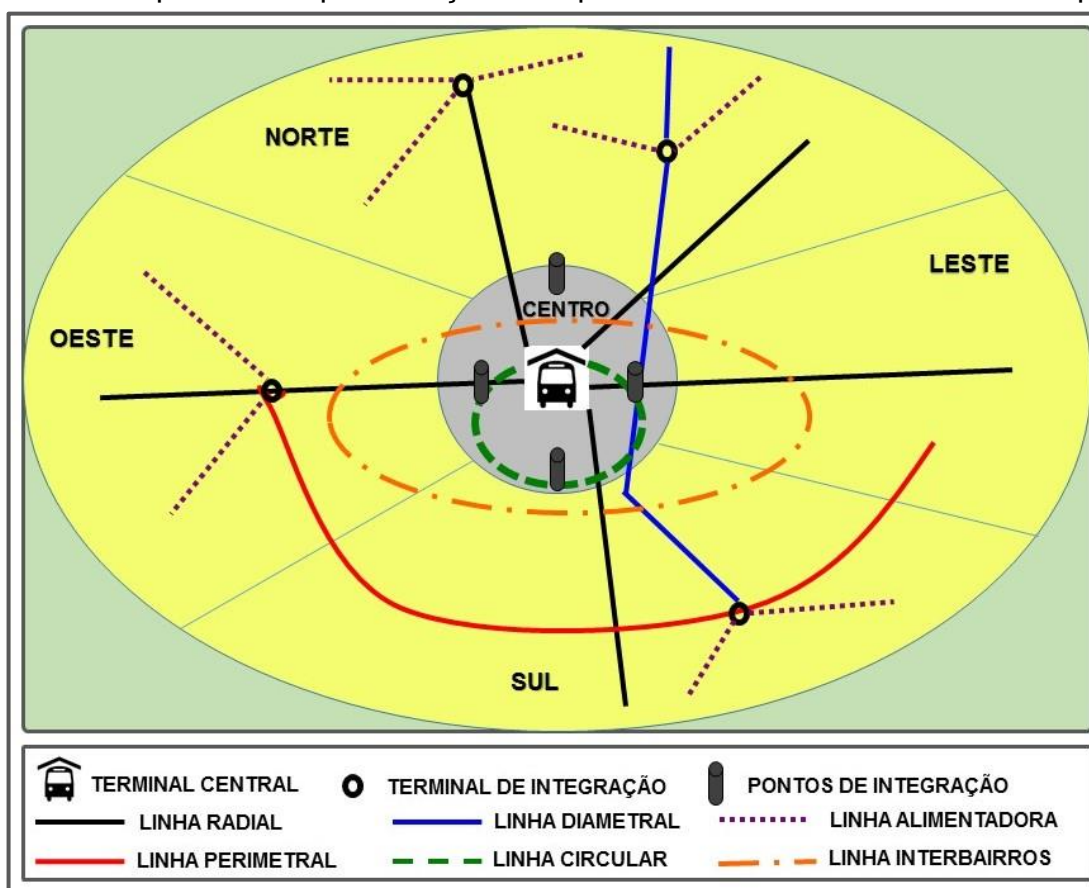 NORTE
LESTE
CENTRO
OESTE
SUL
TERMINAL CENTRAL
TERMINAL DE INTEGRAÇÃO
PONTOS DE INTEGRAÇÃO
LINHA RADIAL
LINHA DIAMETRAL
LINHA ALIMENTADORA
LINHA PERIMETRAL
LINHA CIRCULAR
LINHA INTERBAIRROS